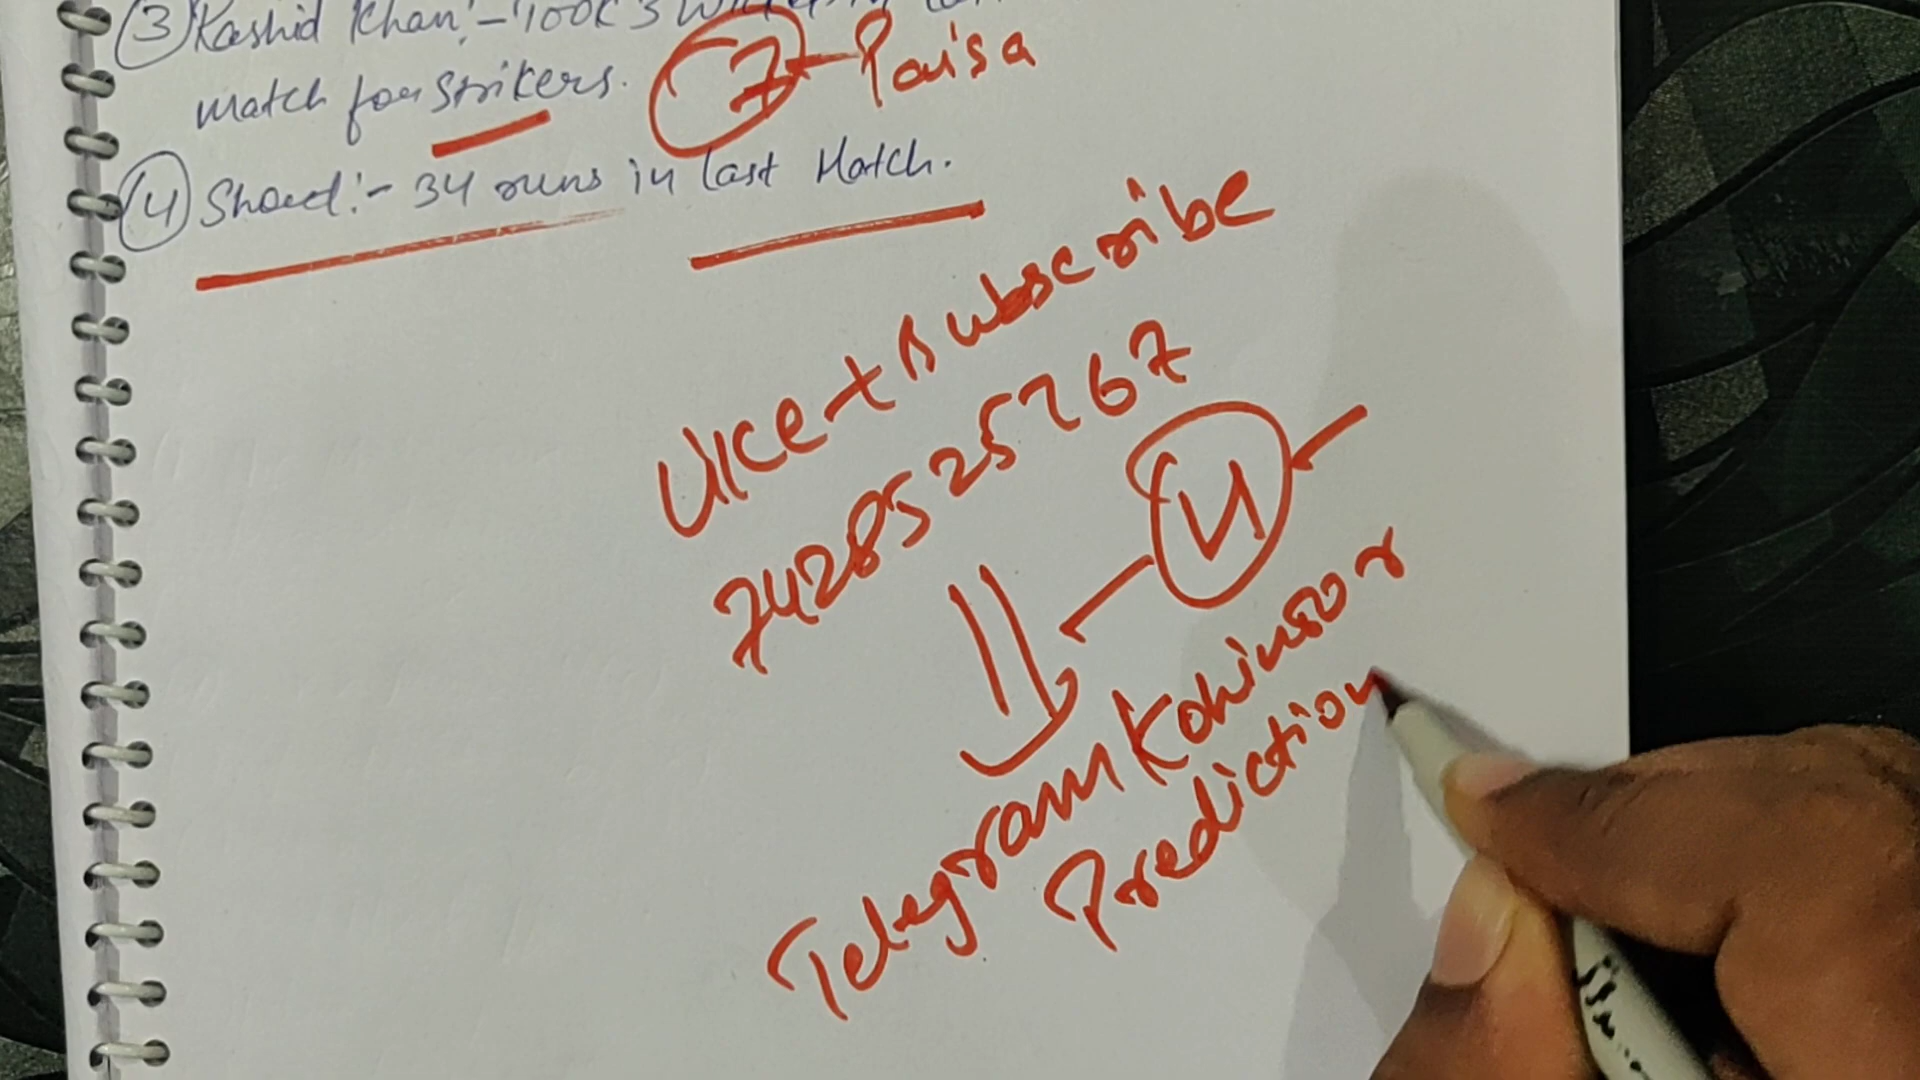 ③ Rashid Khan:- Took 3
match for strikers.
7 Paisa
④ Shad:- 34 runs in last Match.
Like + Subscribe
7428525767
4
Telegram Kohinoor
Prediction